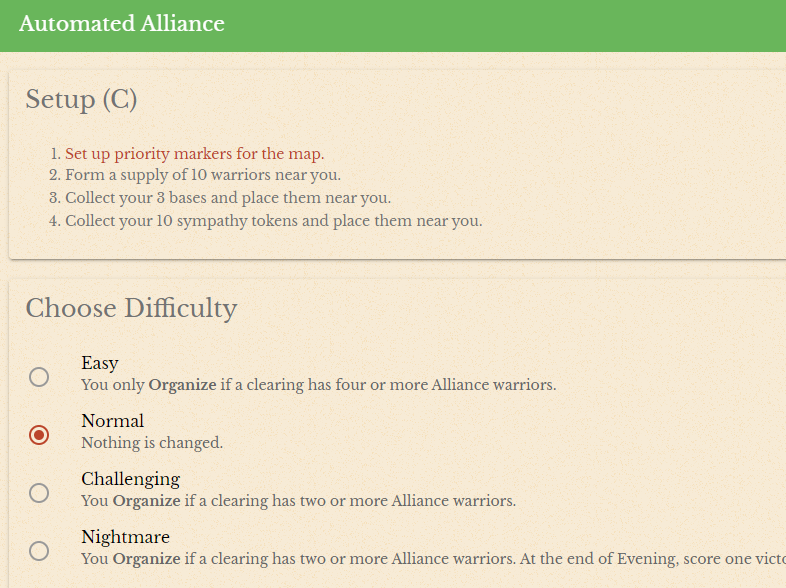 Automated Alliance
Setup (C)
1. Set up priority markers for the map.
2. Form a supply of 10 warriors near you.
3. Collect your 3 bases and place them near you.
4. Collect your 10 sympathy tokens and place them near you.
Choose Difficulty
Easy
You only Organize if a clearing has four or more Alliance warriors.
Normal
Nothing is changed.
Challenging
You Organize if a clearing has two or more Alliance warriors.
Nightmare
You Organize if a clearing has two or more Alliance warriors. At the end of Evening, score one